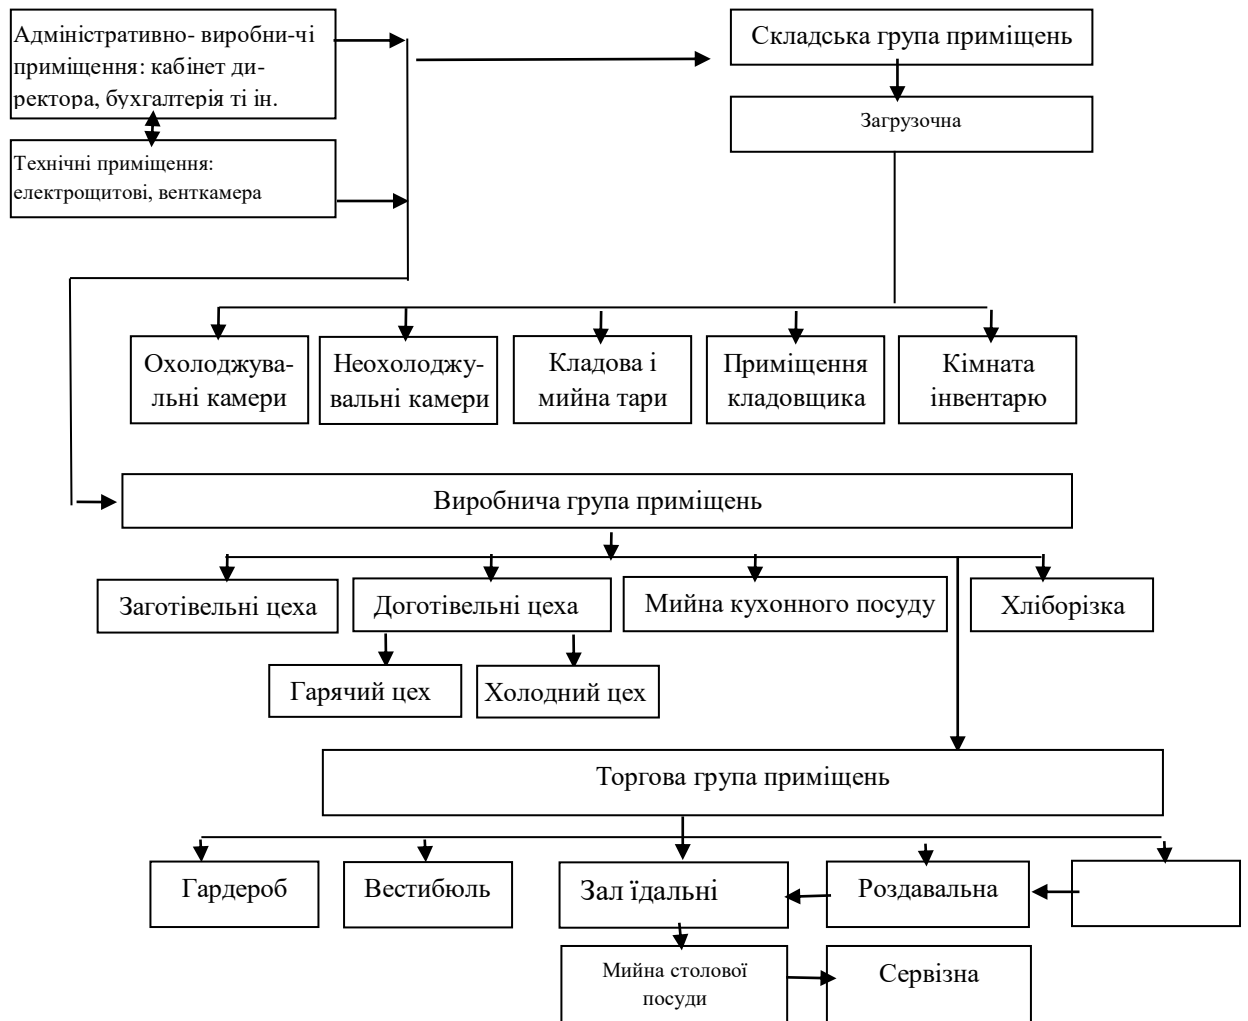 Адміністративно- виробни-чі
приміщення: кабінет ди-
ректора, бухгалтерія ті ін.
Складська група приміщень
Загрузочна
Технічні приміщення:
електрощитові, венткамера
Охолоджува-
льні камери
Неохолоджу-
вальні камери
Кладова і
мийна тари
Приміщення
кладовщика
Кімната
інвентарю
Виробнича група приміщень
Заготівельні цеха
Доготівельні цеха
Мийна кухонного посуду
Хліборізка
Гарячий цех
Холодний цех
Торгова група приміщень
Гардероб
Вестибюль
Зал їдальні
Роздавальна
Мийна столової
посуди
Сервізна